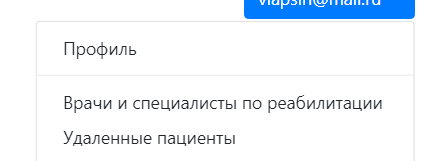 vlapsin@mail.ru
Профиль
Врачи и специалисты по реабилитации
Удаленные пациенты